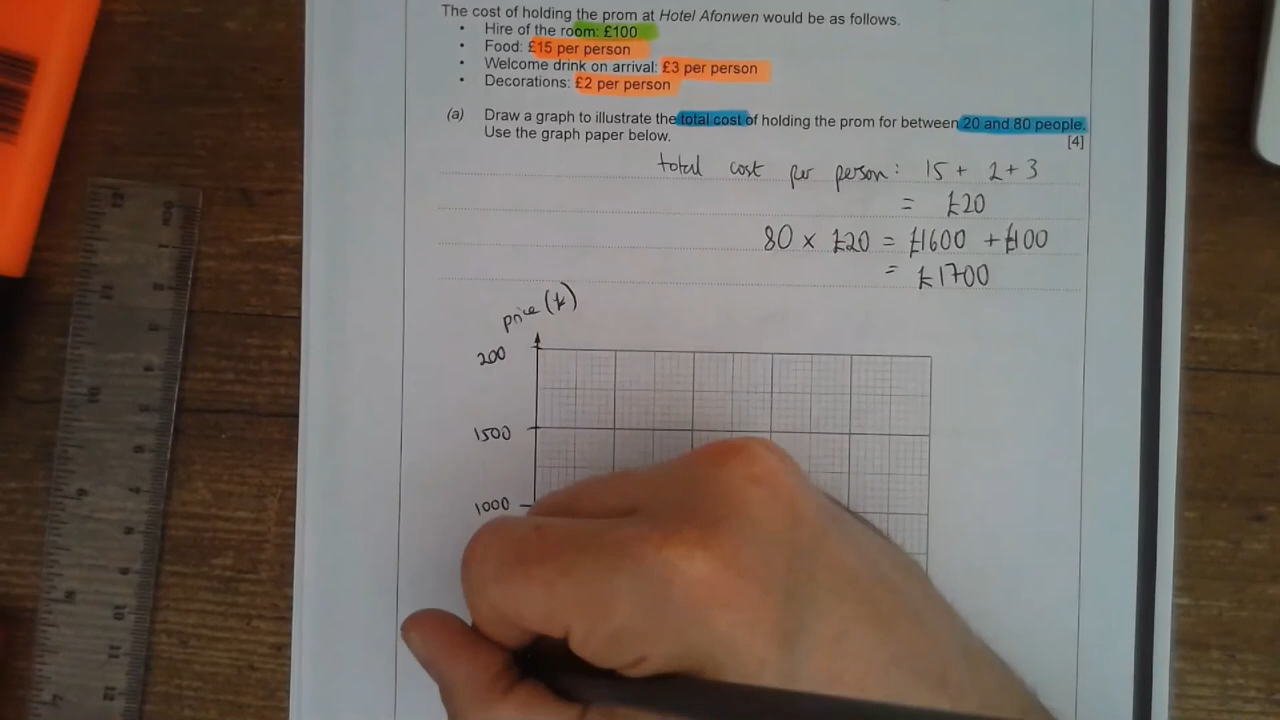 The cost of holding the prom at Hotel Afonwen would be as follows.
• Hire of the room: £100
• Food: £15 per person
• Welcome drink on arrival: £3 per person
• Decorations: £2 per person
(a) Draw a graph to illustrate the total cost of holding the prom for between 20 and 80 people.
Use the graph paper below.
[4]
total cost per person: 15 + 2+3
= £20
80 × £20 = £1600 + £100
= £1700
price (£)
200
1500
1000